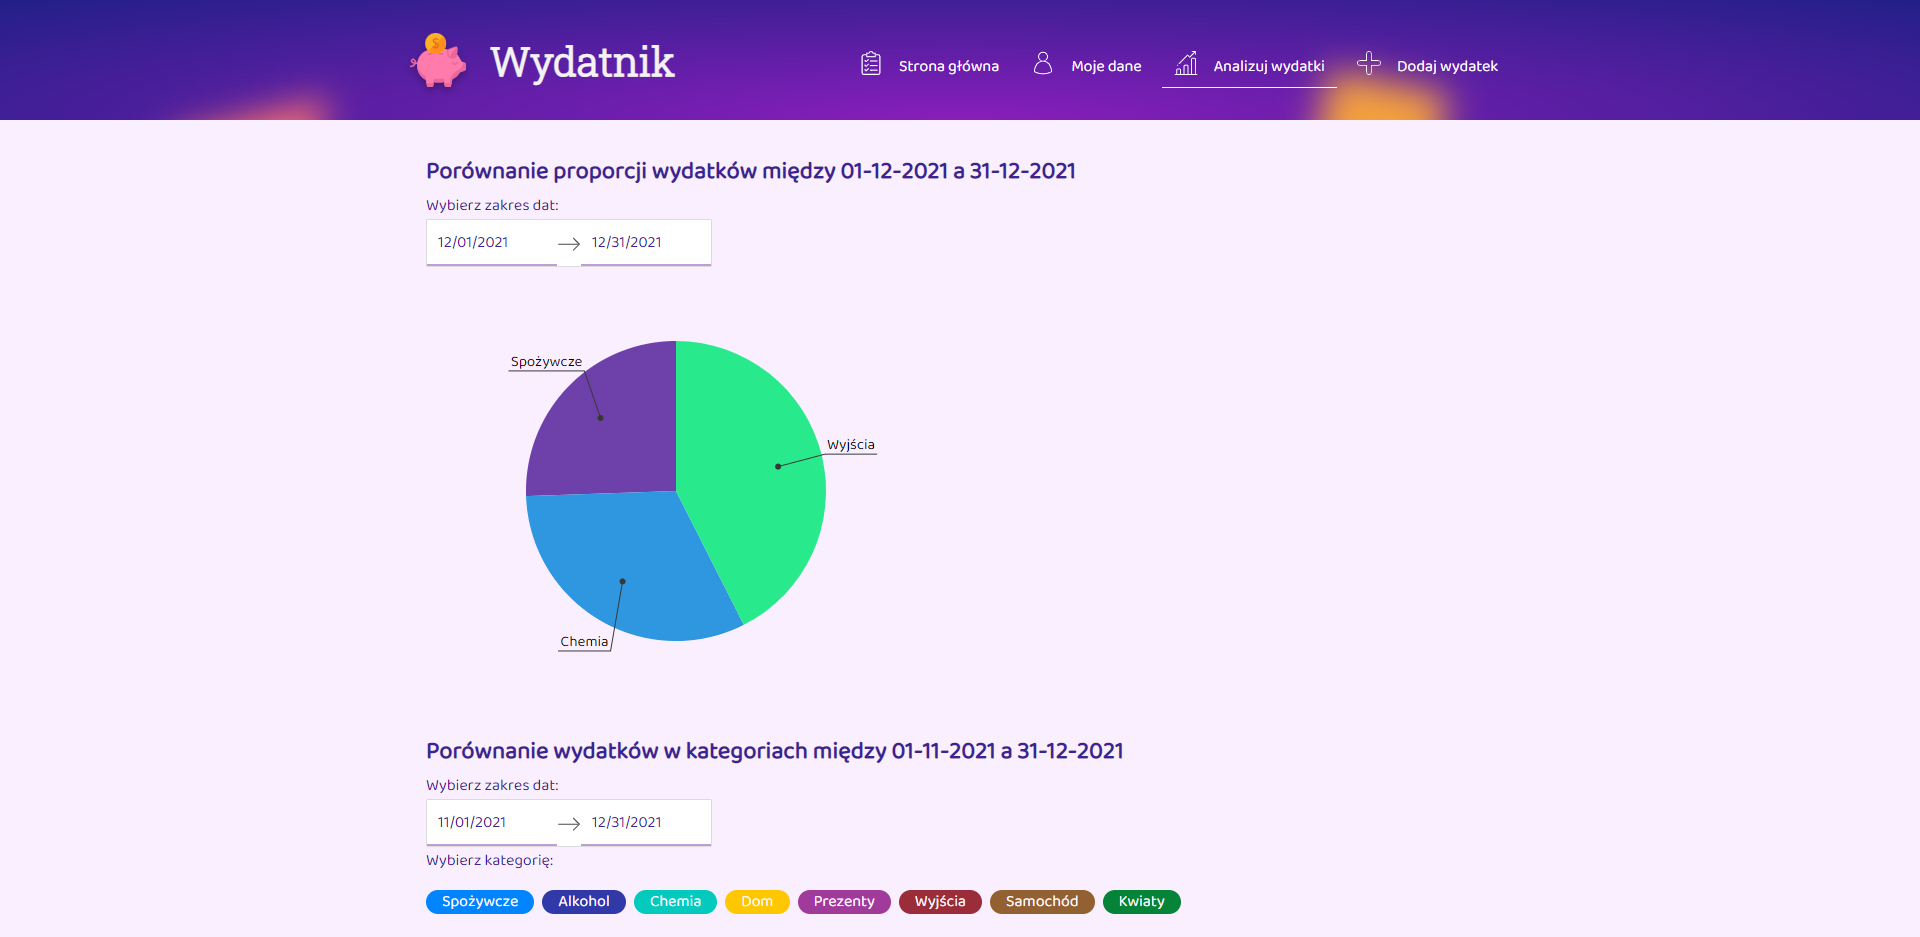 Wydatnik
Strona główna
Moje dane
Analizuj wydatki
Dodaj wydatek
Porównanie proporcji wydatków między 01-12-2021 a 31-12-2021
Wybierz zakres dat:
12/01/2021 → 12/31/2021
Spożywcze
Wyjścia
Chemia
Porównanie wydatków w kategoriach między 01-11-2021 a 31-12-2021
Wybierz zakres dat:
11/01/2021 → 12/31/2021
Wybierz kategorię:
Spożywcze Alkohol Chemia Dom Prezenty Wyjścia Samochód Kwiaty